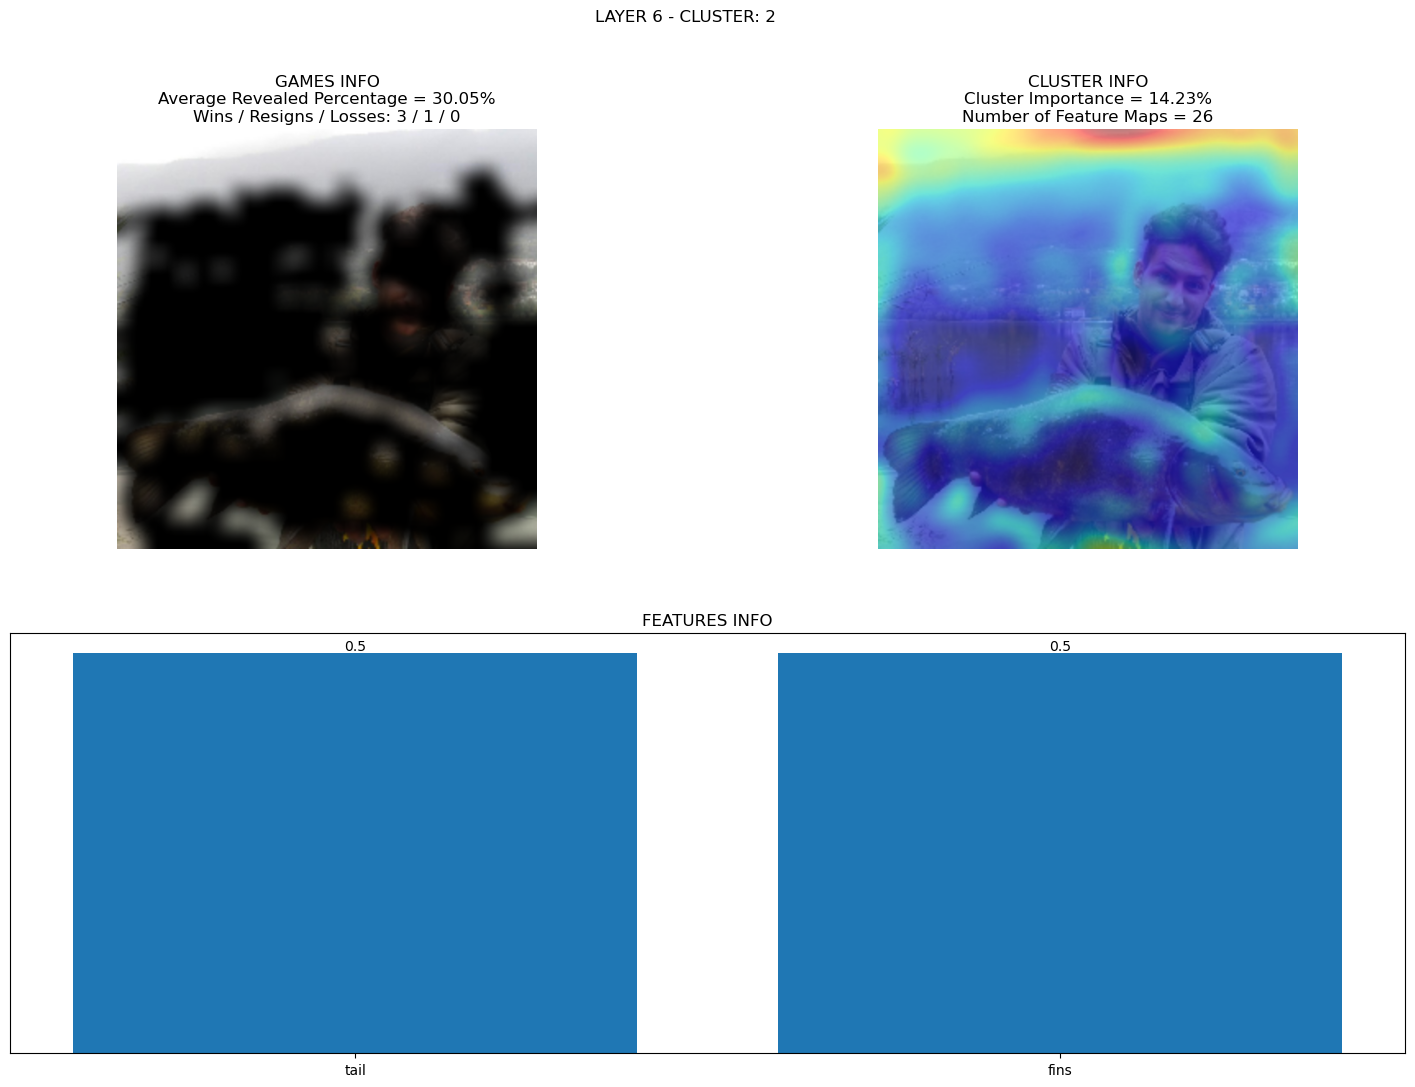 LAYER 6 - CLUSTER: 2
GAMES INFO
Average Revealed Percentage = 30.05%
Wins / Resigns / Losses: 3 / 1 / 0
CLUSTER INFO
Cluster Importance = 14.23%
Number of Feature Maps = 26
FEATURES INFO
0.5
0.5
tail
fins